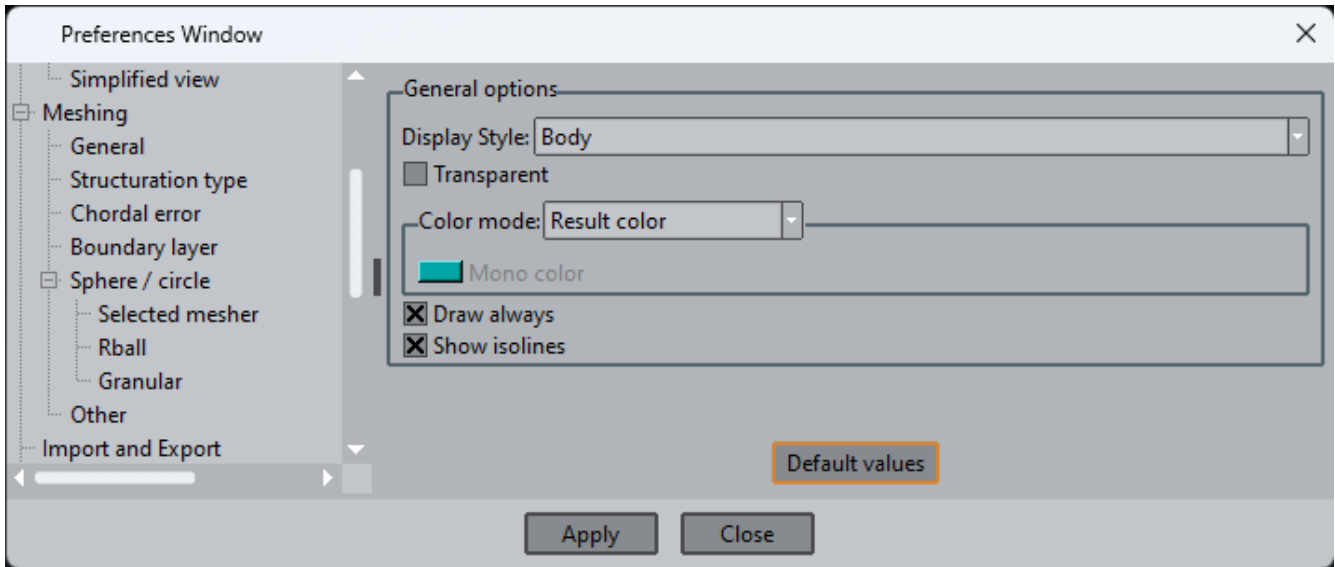 Preferences Window
Simplified view
Meshing
General
Structuration type
Chordal error
Boundary layer
Sphere / circle
Selected mesher
Rball
Granular
Other
Import and Export
General options
Display Style: Body
Transparent
Color mode: Result color
Mono color
Draw always
Show isolines
Default values
Apply Close